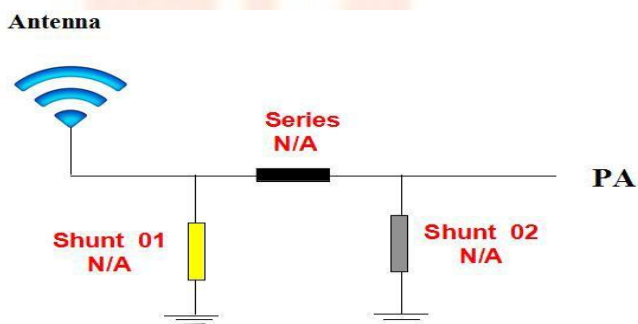 Antenna
Series
N/A
PA
Shunt 01
N/A
Shunt 02
N/A